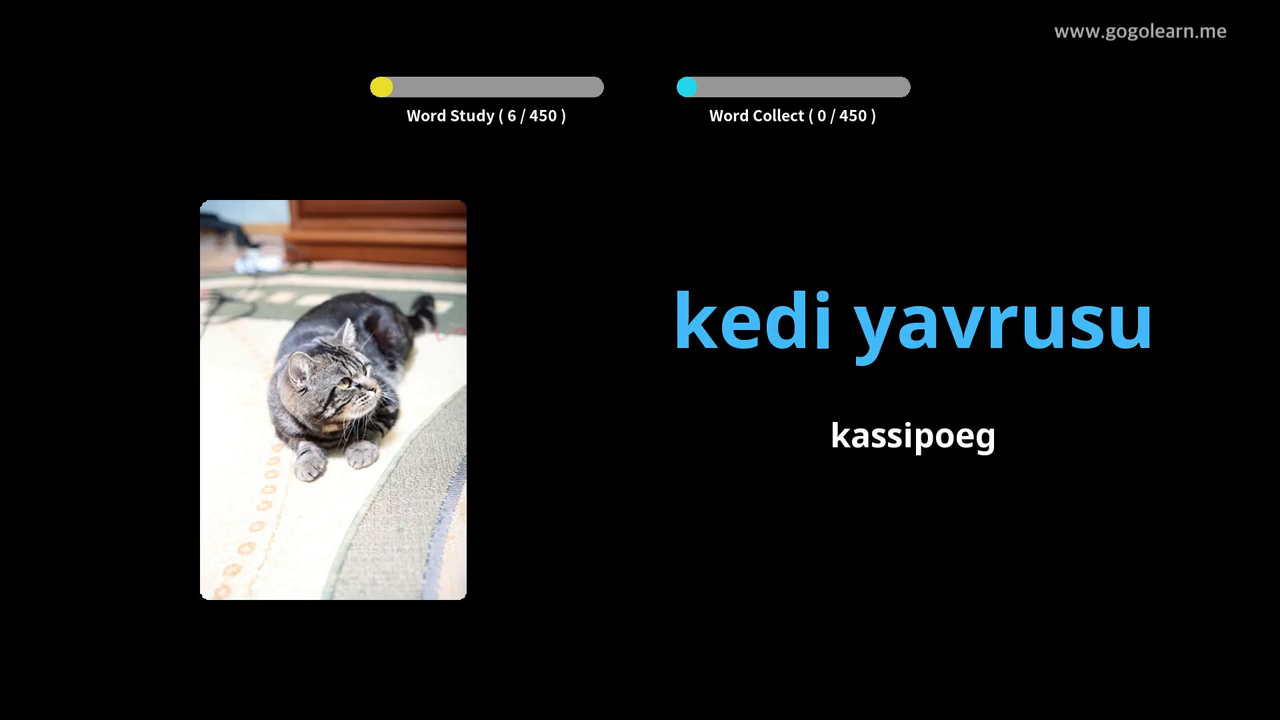 www.gogolearn.me
Word Study ( 6 / 450 )
Word Collect ( 0 / 450 )
kedi yavrusu
kassipoeg